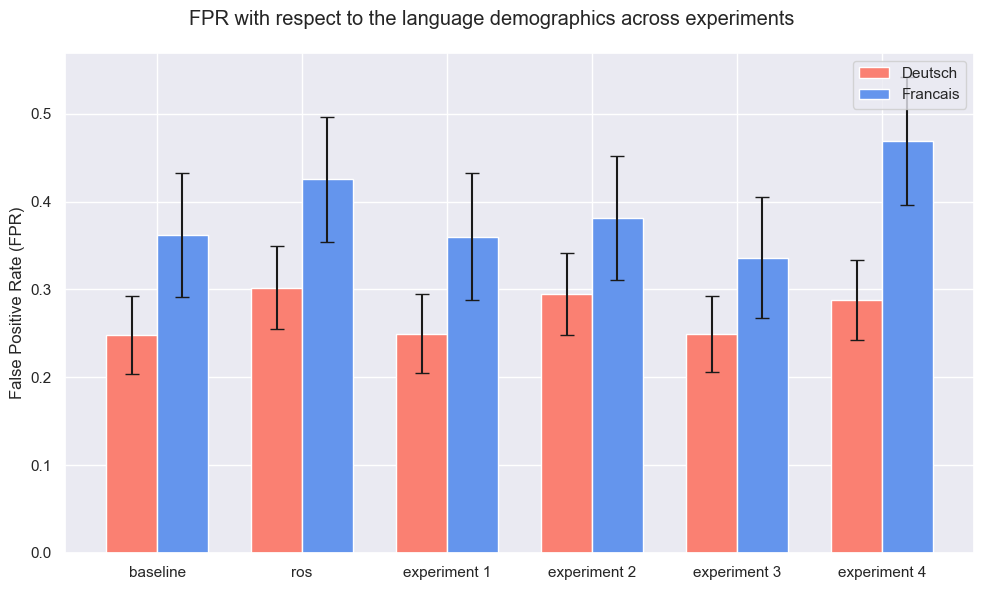 FPR with respect to the language demographics across experiments
Deutsch
Francais
False Positive Rate (FPR)
0.5
0.4
0.3
0.2
0.1
0.0
baseline ros experiment 1 experiment 2 experiment 3 experiment 4